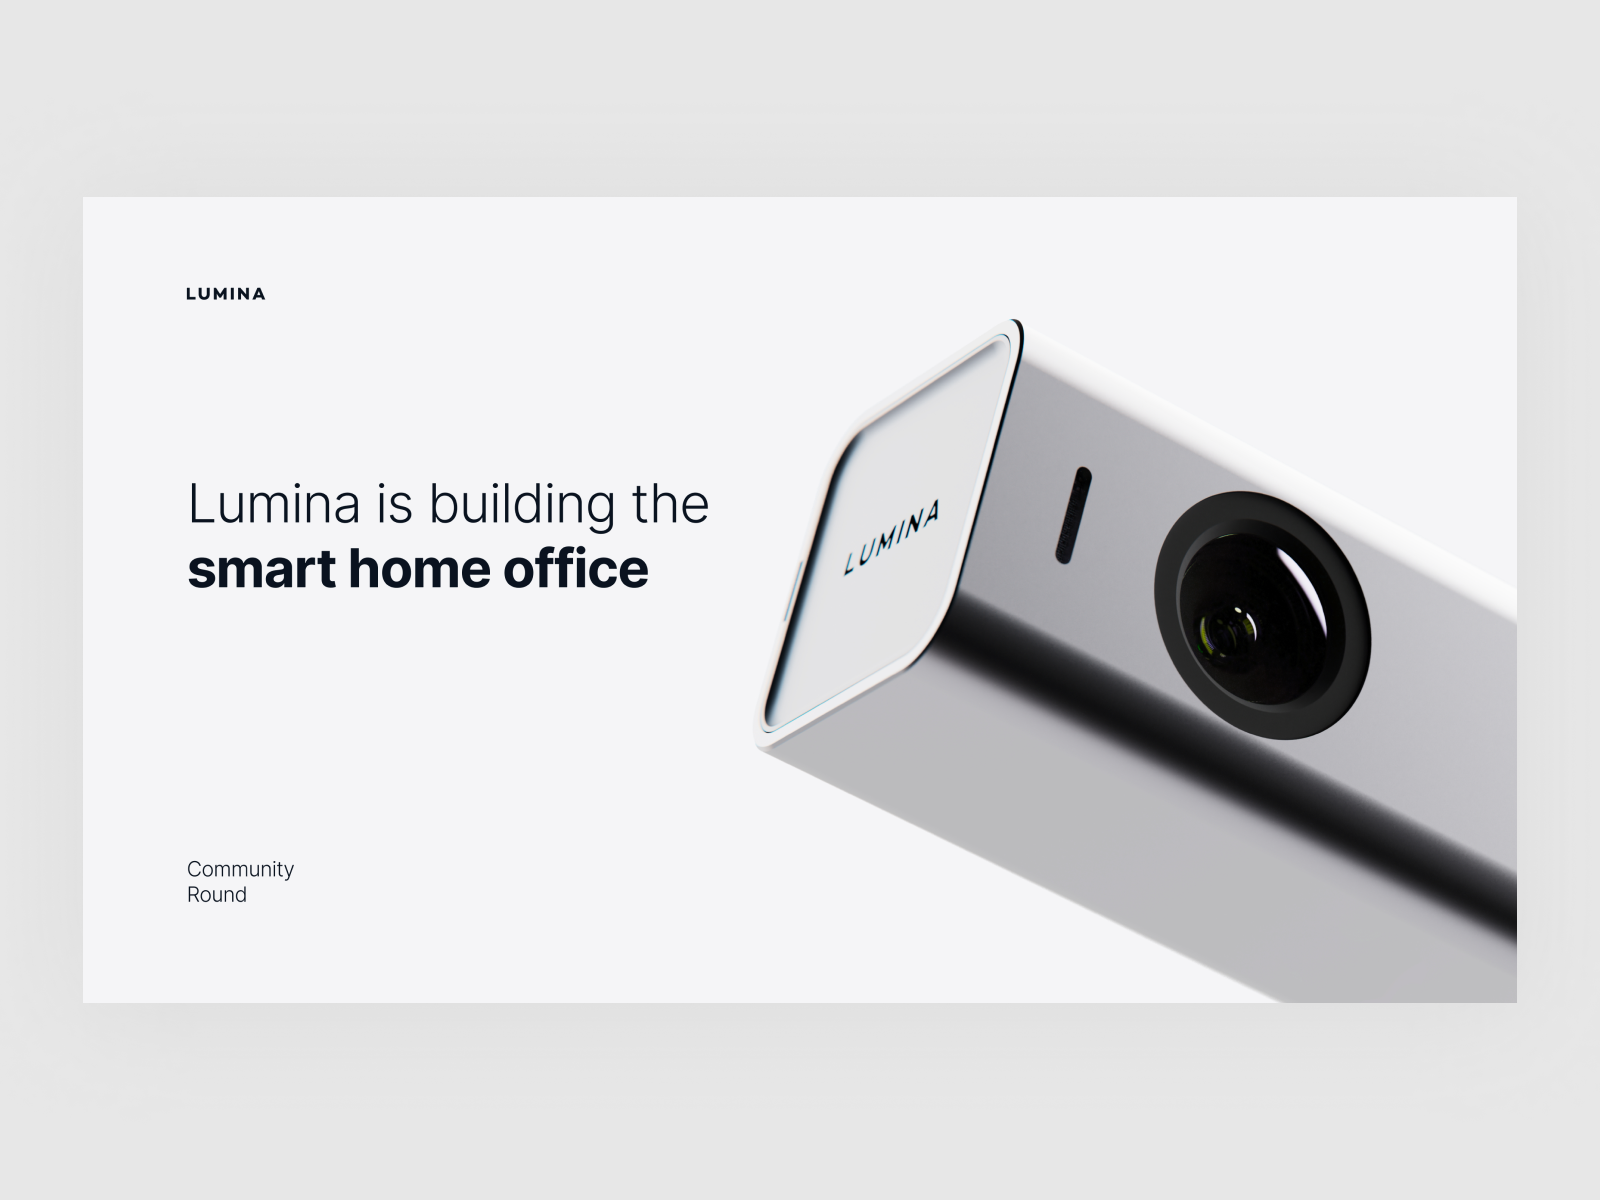 LUMINA
Lumina is building the
smart home office
LUMINA
Community
Round